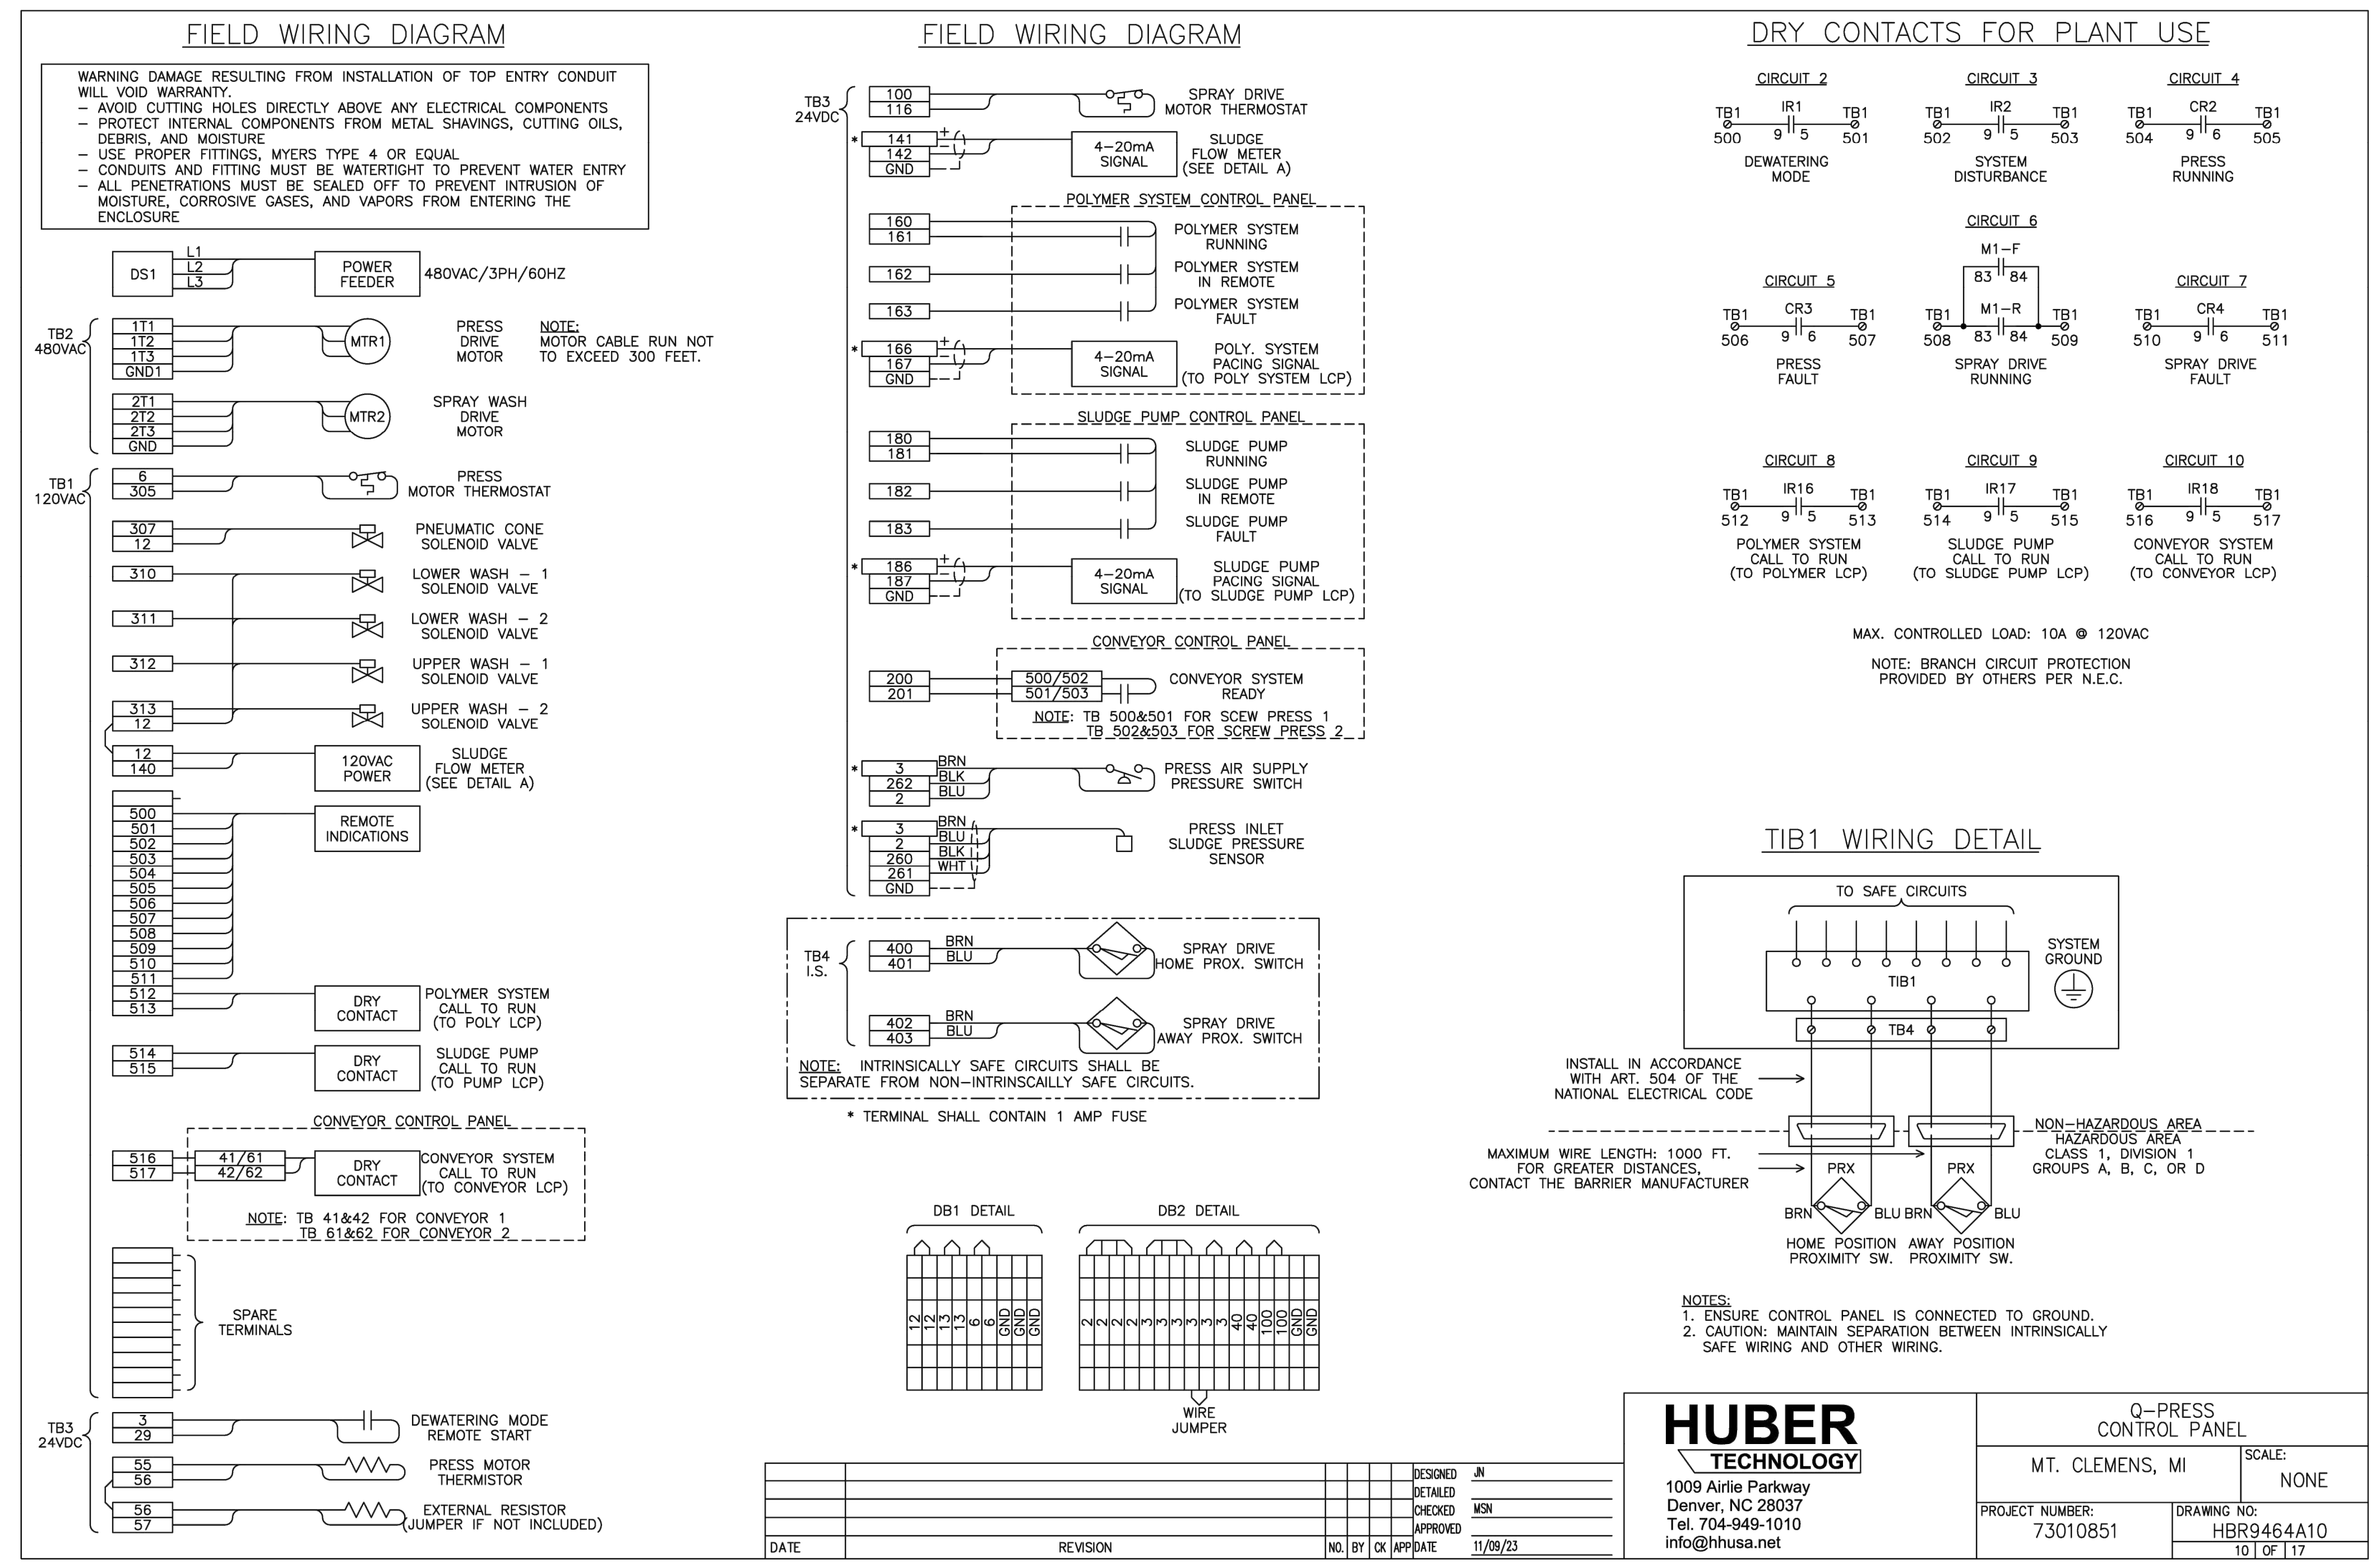 FIELD WIRING DIAGRAM
WARNING DAMAGE RESULTING FROM INSTALLATION OF TOP ENTRY CONDUIT
WILL VOID WARRANTY.
– AVOID CUTTING HOLES DIRECTLY ABOVE ANY ELECTRICAL COMPONENTS
– PROTECT INTERNAL COMPONENTS FROM METAL SHAVINGS, CUTTING OILS,
DEBRIS, AND MOISTURE
– USE PROPER FITTINGS, MYERS TYPE 4 OR EQUAL
– CONDUITS AND FITTING MUST BE WATERTIGHT TO PREVENT WATER ENTRY
– ALL PENETRATIONS MUST BE SEALED OFF TO PREVENT INTRUSION OF
MOISTURE, CORROSIVE GASES, AND VAPORS FROM ENTERING THE
ENCLOSURE
DS1
L1
L2
L3
POWER
FEEDER
480VAC/3PH/60HZ
TB2
480VAC
1T1
1T2
1T3
GND1
MTR1
PRESS
DRIVE
MOTOR
NOTE:
MOTOR CABLE RUN NOT
TO EXCEED 300 FEET.
2T1
2T2
2T3
GND
MTR2
SPRAY WASH
DRIVE
MOTOR
TB1
120VAC
6
305
PRESS
MOTOR THERMOSTAT
307
12
PNEUMATIC CONE
SOLENOID VALVE
310
LOWER WASH – 1
SOLENOID VALVE
311
LOWER WASH – 2
SOLENOID VALVE
312
UPPER WASH – 1
SOLENOID VALVE
313
12
UPPER WASH – 2
SOLENOID VALVE
12
140
120VAC
POWER
SLUDGE
FLOW METER
(SEE DETAIL A)
500
501
502
503
504
505
506
507
508
509
510
511
512
513
REMOTE
INDICATIONS
DRY
CONTACT
POLYMER SYSTEM
CALL TO RUN
(TO POLY LCP)
514
515
DRY
CONTACT
SLUDGE PUMP
CALL TO RUN
(TO PUMP LCP)
CONVEYOR CONTROL PANEL
516
517
41/61
42/62
DRY
CONTACT
CONVEYOR SYSTEM
CALL TO RUN
(TO CONVEYOR LCP)
NOTE: TB 41&42 FOR CONVEYOR 1
TB 61&62 FOR CONVEYOR 2
SPARE
TERMINALS
TB3
24VDC
3
29
DEWATERING MODE
REMOTE START
55
56
PRESS MOTOR
THERMISTOR
56
57
EXTERNAL RESISTOR
(JUMPER IF NOT INCLUDED)
FIELD WIRING DIAGRAM
TB3
24VDC
100
116
SPRAY DRIVE
MOTOR THERMOSTAT
* 141 +
142 –
GND
4–20mA
SIGNAL
SLUDGE
FLOW METER
(SEE DETAIL A)
POLYMER SYSTEM CONTROL PANEL
160
161
POLYMER SYSTEM
RUNNING
162
POLYMER SYSTEM
IN REMOTE
163
POLYMER SYSTEM
FAULT
* 166 +
167 –
GND
4–20mA
SIGNAL
POLY. SYSTEM
PACING SIGNAL
(TO POLY SYSTEM LCP)
SLUDGE PUMP CONTROL PANEL
180
181
SLUDGE PUMP
RUNNING
182
SLUDGE PUMP
IN REMOTE
183
SLUDGE PUMP
FAULT
* 186 +
187 –
GND
4–20mA
SIGNAL
SLUDGE PUMP
PACING SIGNAL
(TO SLUDGE PUMP LCP)
CONVEYOR CONTROL PANEL
200
201
500/502
501/503
CONVEYOR SYSTEM
READY
NOTE: TB 500&501 FOR SCEW PRESS 1
TB 502&503 FOR SCREW PRESS 2
* 3 BRN
262 BLK
2 BLU
PRESS AIR SUPPLY
PRESSURE SWITCH
* 3 BRN
2 BLU
260 BLK
261 WHT
GND
PRESS INLET
SLUDGE PRESSURE
SENSOR
TB4
I.S.
400 BRN
401 BLU
SPRAY DRIVE
HOME PROX. SWITCH
402 BRN
403 BLU
SPRAY DRIVE
AWAY PROX. SWITCH
NOTE: INTRINSICALLY SAFE CIRCUITS SHALL BE
SEPARATE FROM NON–INTRINSCAILLY SAFE CIRCUITS.
* TERMINAL SHALL CONTAIN 1 AMP FUSE
DB1 DETAIL
12 12 13 13 6 6 GND GND GND
DB2 DETAIL
2 2 2 2 3 3 3 3 3 3 40 40 100 100 GND GND
WIRE
JUMPER
DRY CONTACTS FOR PLANT USE
CIRCUIT 2
TB1 IR1 TB1
500 9 5 501
DEWATERING
MODE
CIRCUIT 3
TB1 IR2 TB1
502 9 5 503
SYSTEM
DISTURBANCE
CIRCUIT 4
TB1 CR2 TB1
504 9 6 505
PRESS
RUNNING
CIRCUIT 5
TB1 CR3 TB1
506 9 6 507
PRESS
FAULT
CIRCUIT 6
M1–F
83 84
TB1 M1–R TB1
508 83 84 509
SPRAY DRIVE
RUNNING
CIRCUIT 7
TB1 CR4 TB1
510 9 6 511
SPRAY DRIVE
FAULT
CIRCUIT 8
TB1 IR16 TB1
512 9 5 513
POLYMER SYSTEM
CALL TO RUN
(TO POLYMER LCP)
CIRCUIT 9
TB1 IR17 TB1
514 9 5 515
SLUDGE PUMP
CALL TO RUN
(TO SLUDGE PUMP LCP)
CIRCUIT 10
TB1 IR18 TB1
516 9 5 517
CONVEYOR SYSTEM
CALL TO RUN
(TO CONVEYOR LCP)
MAX. CONTROLLED LOAD: 10A @ 120VAC
NOTE: BRANCH CIRCUIT PROTECTION
PROVIDED BY OTHERS PER N.E.C.
TIB1 WIRING DETAIL
TO SAFE CIRCUITS
TIB1
SYSTEM
GROUND
TB4
INSTALL IN ACCORDANCE
WITH ART. 504 OF THE
NATIONAL ELECTRICAL CODE
NON–HAZARDOUS AREA
HAZARDOUS AREA
CLASS 1, DIVISION 1
GROUPS A, B, C, OR D
MAXIMUM WIRE LENGTH: 1000 FT.
FOR GREATER DISTANCES,
CONTACT THE BARRIER MANUFACTURER
PRX PRX
BRN BLU BRN BLU
HOME POSITION
PROXIMITY SW.
AWAY POSITION
PROXIMITY SW.
NOTES:
1. ENSURE CONTROL PANEL IS CONNECTED TO GROUND.
2. CAUTION: MAINTAIN SEPARATION BETWEEN INTRINSICALLY
SAFE WIRING AND OTHER WIRING.
DATE REVISION NO. BY CK APP
DESIGNED JN
DETAILED
CHECKED MSN
APPROVED
DATE 11/09/23
HUBER
TECHNOLOGY
1009 Airlie Parkway
Denver, NC 28037
Tel. 704-949-1010
info@hhusa.net
Q–PRESS
CONTROL PANEL
MT. CLEMENS, MI
SCALE:
NONE
PROJECT NUMBER:
73010851
DRAWING NO:
HBR9464A10
10 OF 17